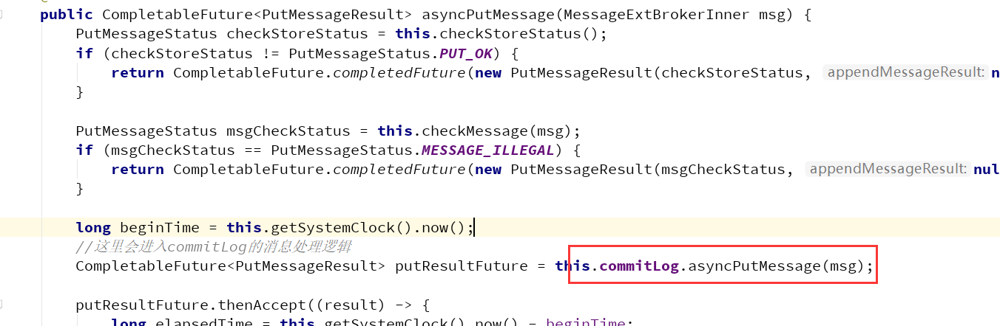 public CompletableFuture<PutMessageResult> asyncPutMessage(MessageExtBrokerInner msg) {
PutMessageStatus checkStoreStatus = this.checkStoreStatus();
if (checkStoreStatus != PutMessageStatus.PUT_OK) {
return CompletableFuture.completedFuture(new PutMessageResult(checkStoreStatus, appendMessageResult: n
}
PutMessageStatus msgCheckStatus = this.checkMessage(msg);
if (msgCheckStatus == PutMessageStatus.MESSAGE_ILLEGAL) {
return CompletableFuture.completedFuture(new PutMessageResult(msgCheckStatus, appendMessageResult: nul
}
long beginTime = this.getSystemClock().now();
//这里会进入commitLog的消息处理逻辑
CompletableFuture<PutMessageResult> putResultFuture = this.commitLog.asyncPutMessage(msg);
putResultFuture.thenAccept((result) -> {
long elapsedTime = this.getSystemClock().now() - beginTime;